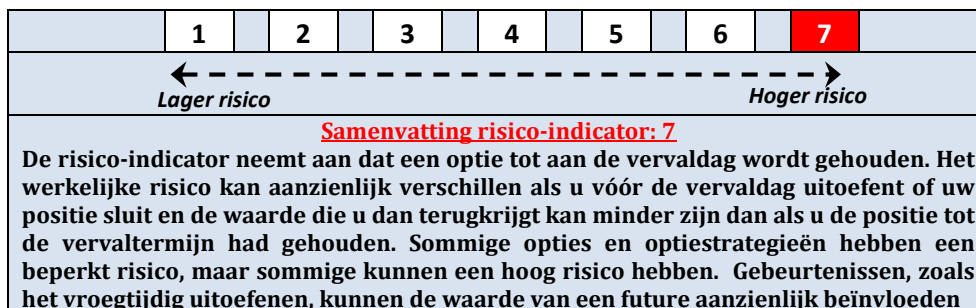 1 2 3 4 5 6 7
Lager risico Hoger risico
Samenvatting risico-indicator: 7
De risico-indicator neemt aan dat een optie tot aan de vervaldag wordt gehouden. Het
werkelijke risico kan aanzienlijk verschillen als u vóór de vervaldag uitoefent of uw
positie sluit en de waarde die u dan terugkrijgt kan minder zijn dan als u de positie tot
de vervaltermijn had gehouden. Sommige opties en optiestrategieën hebben een
beperkt risico, maar sommige kunnen een hoog risico hebben. Gebeurtenissen, zoals
het vroegtijdig uitoefenen, kunnen de waarde van een future aanzienlijk beïnvloeden